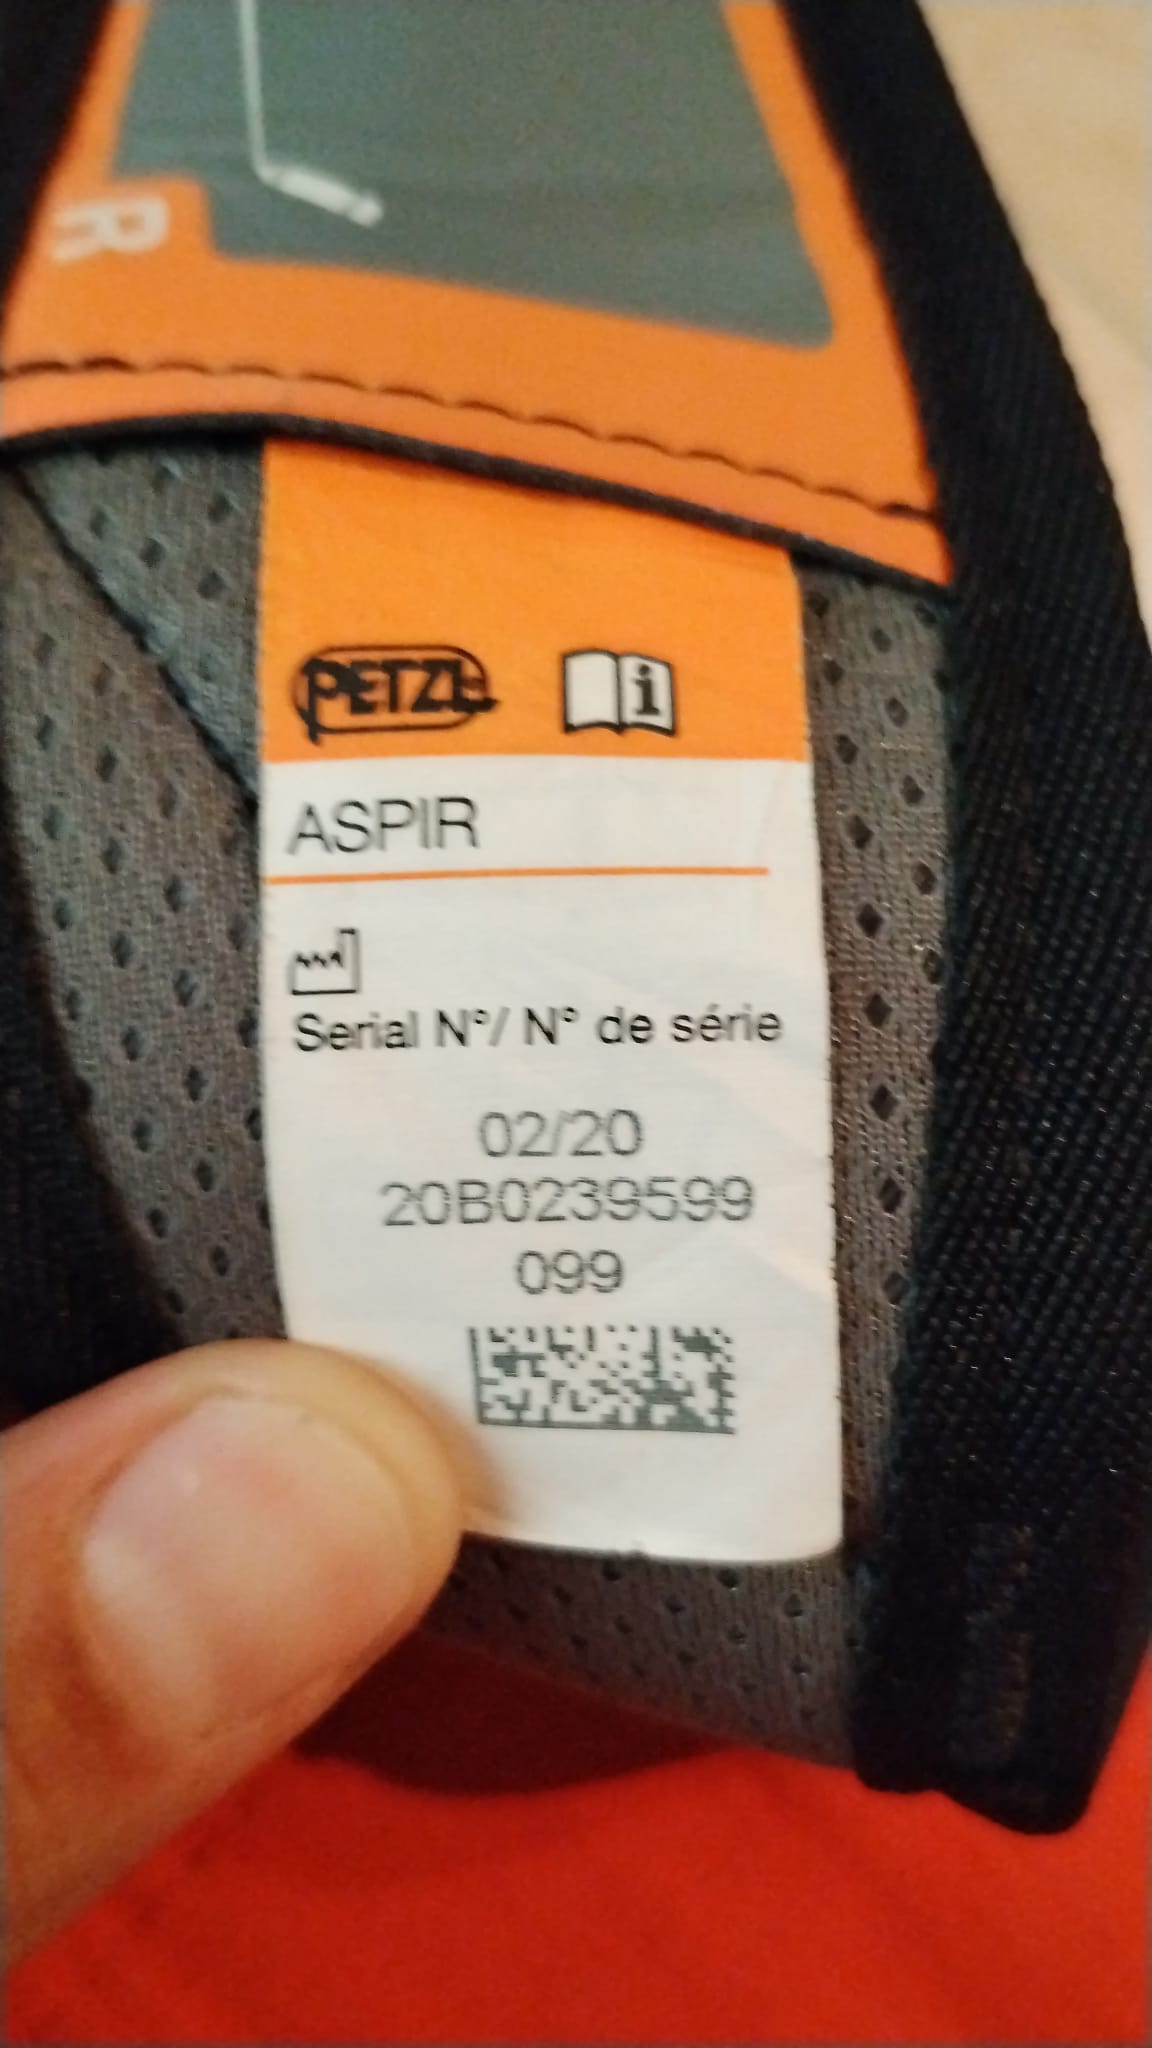 R
PETZL
i
ASPIR
Serial N°/ N° de série
02/20
20B0239599
099